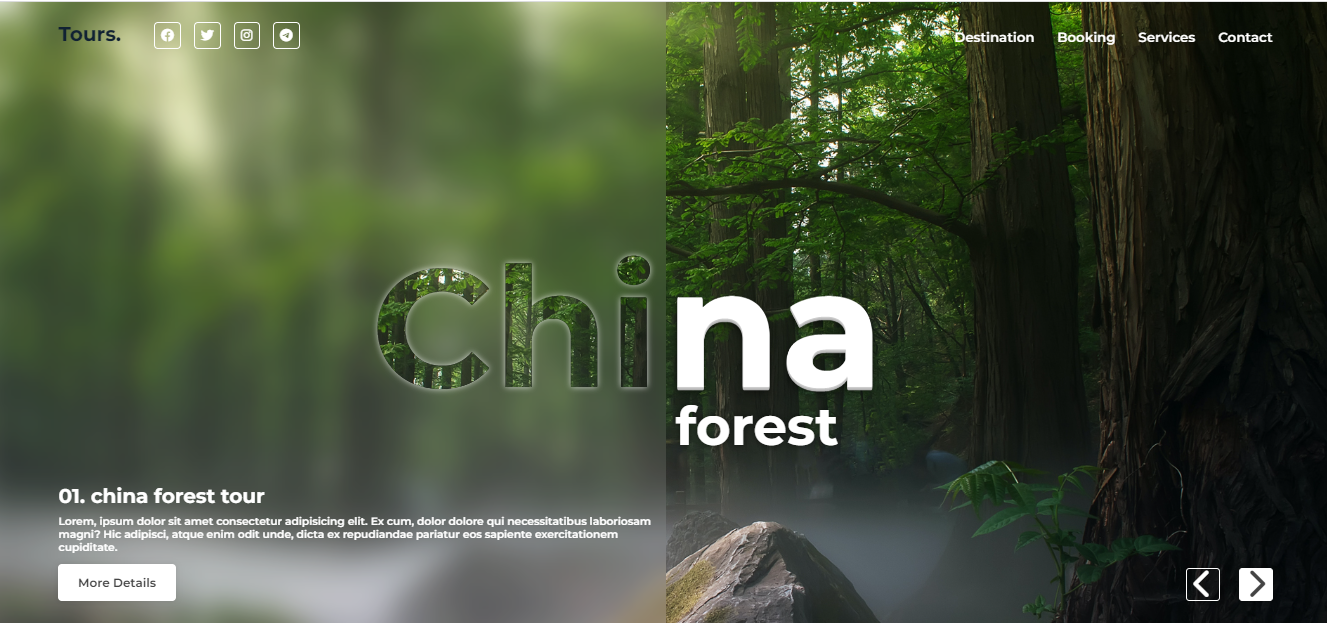 Tours.
Destination Booking Services Contact
China
forest
01. china forest tour
Lorem, ipsum dolor sit amet consectetur adipisicing elit. Ex cum, dolor dolore qui necessitatibus laboriosam
magni? Hic adipisci, atque enim odit unde, dicta ex repudiandae pariatur eos sapiente exercitationem
cupiditate.
More Details